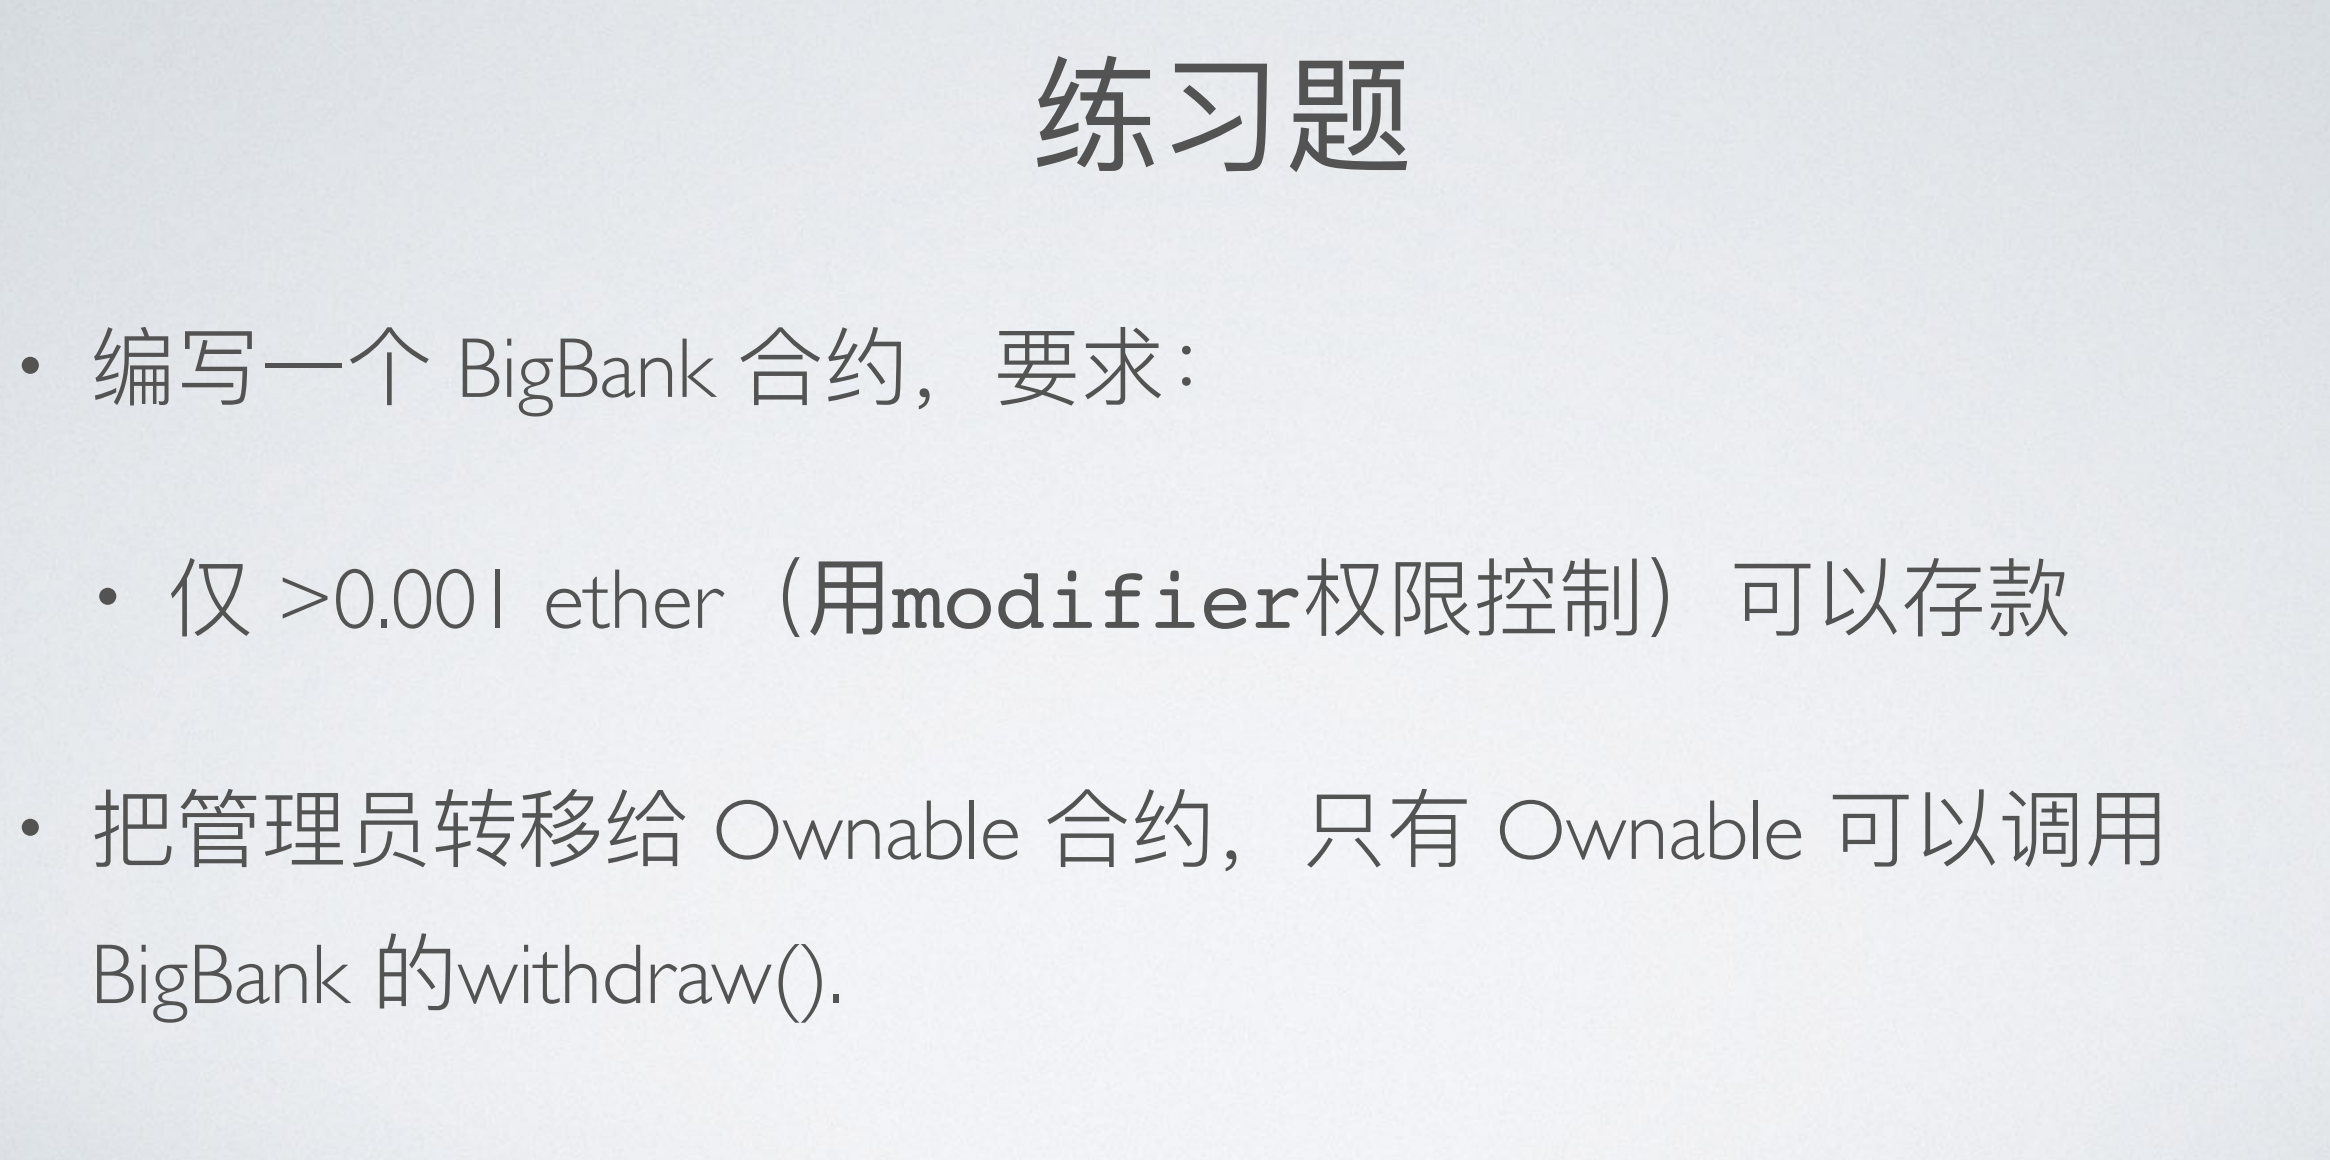 练习题
• 编写一个 BigBank 合约，要求：
• 仅 >0.001 ether（用modifier权限控制）可以存款
• 把管理员转移给 Ownable 合约，只有 Ownable 可以调用
BigBank 的withdraw().